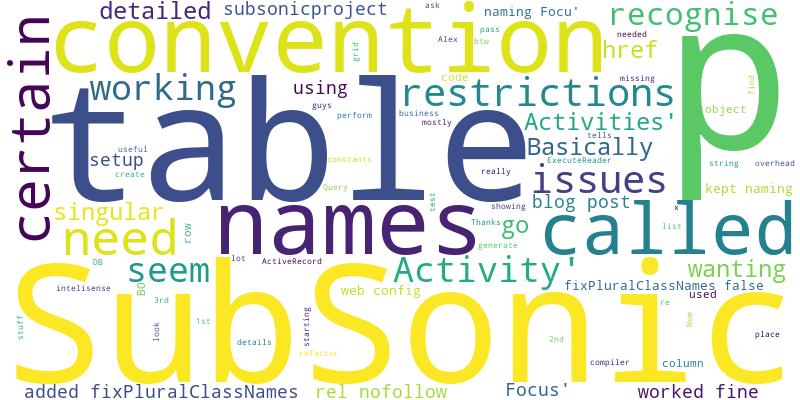 detailed subsonicproject ask naming Focu' recognise
convention pass btw Alex grid href
certain working using code restrictions needed missing find p
table guys perform business mostly Activities' object
useful setup create constants tells Basically string overhead
ExecuteReader really issues kept naming
Query singular names test showing blog post x
need row Thanks go called list
DB lot ActiveRecord generate
seem Activity' wanting
SubSonic intelisense BO web config fixPluralClassNames false
3rd used re Now place
stuff look 1st details starting 2nd
refactor compiler column
added fixPluralClassNames rel nofollow Focus' worked fine